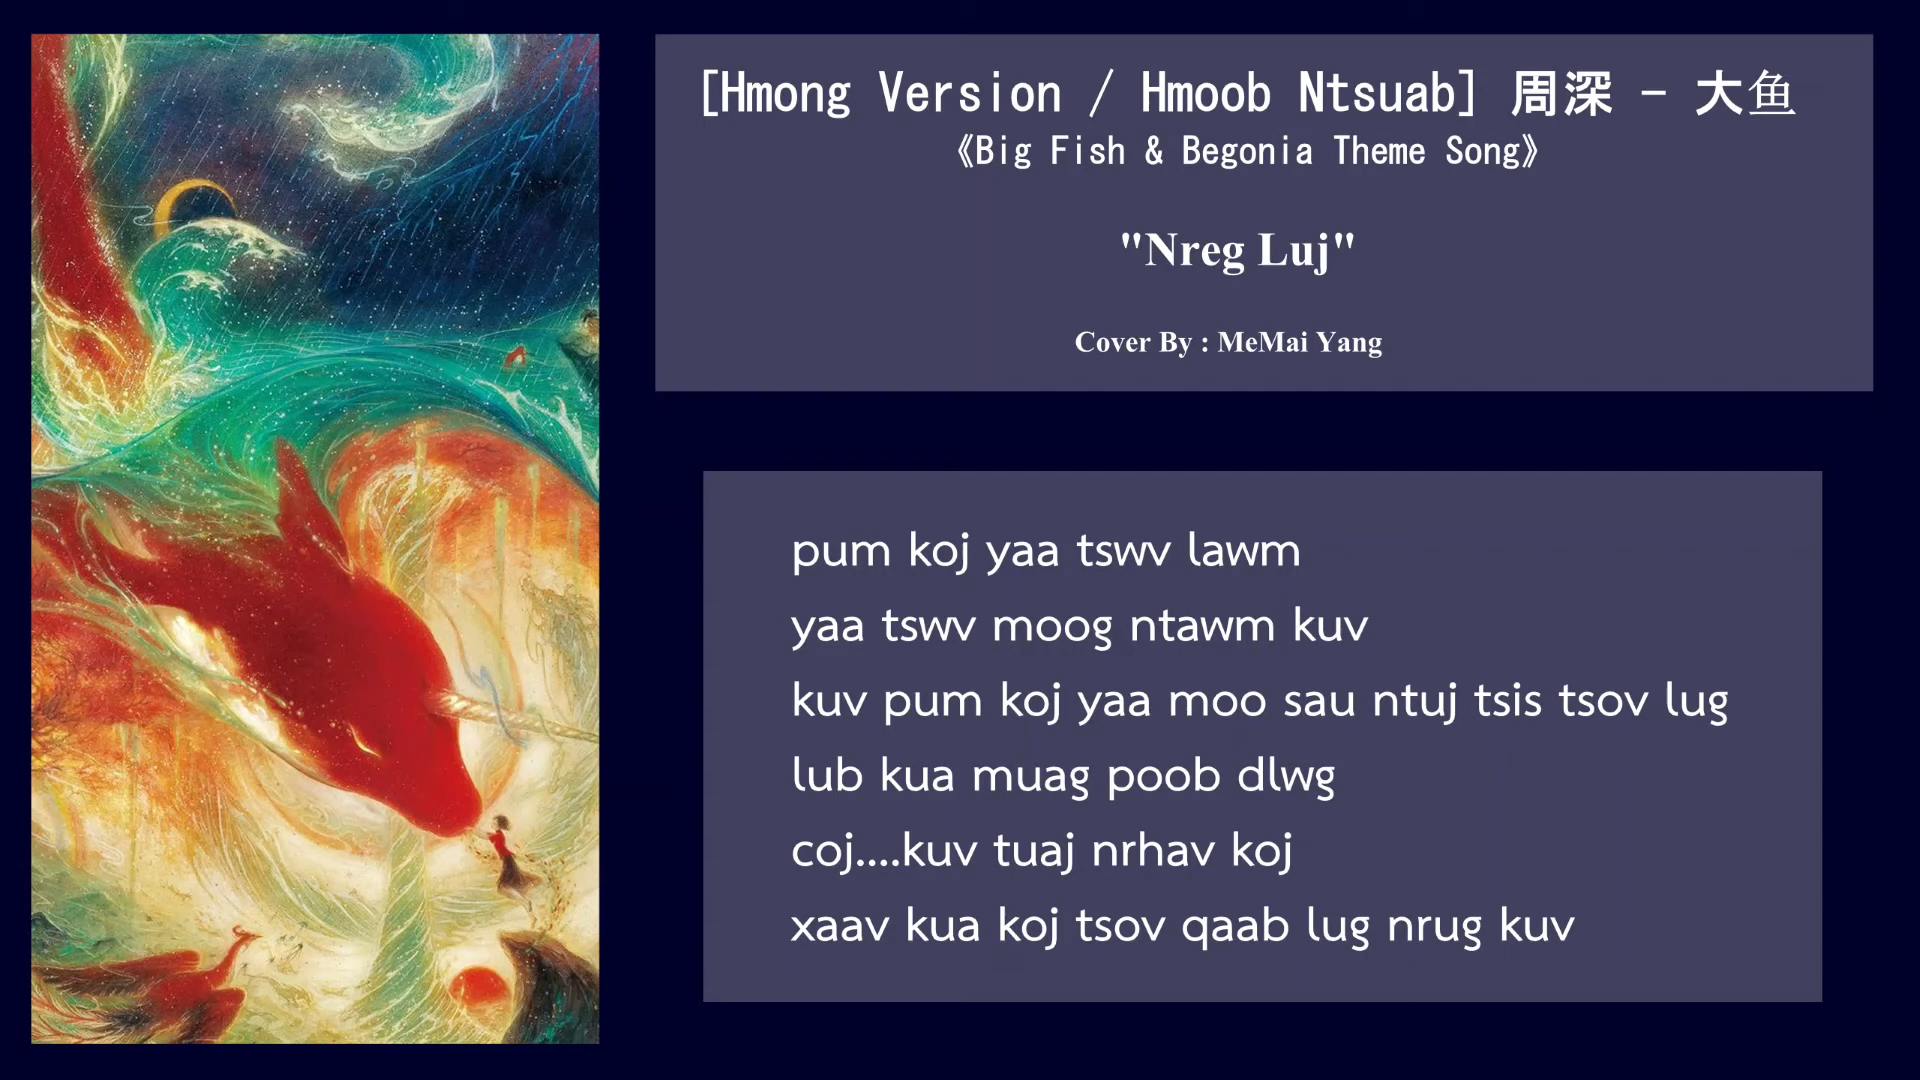 [Hmong Version / Hmoob Ntsuab] 周深 - 大鱼
《Big Fish & Begonia Theme Song》
"Nreg Luj"
Cover By : MeMai Yang
pum koj yaa tswv lawm
yaa tswv moog ntawm kuv
kuv pum koj yaa moo sau ntuj tsis tsov lug
lub kua muag poob dlwg
coj....kuv tuaj nrhav koj
xaav kua koj tsov qaab lug nrug kuv